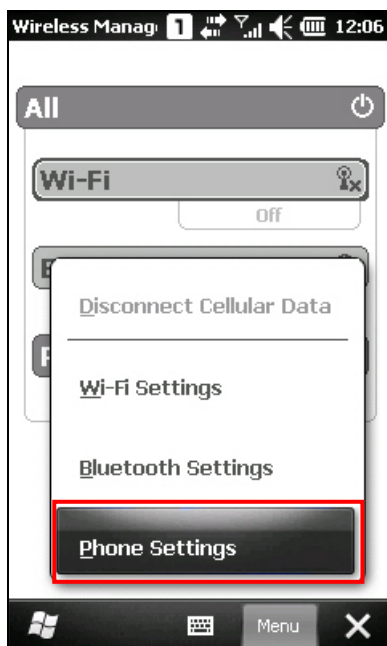 Wireless Manag 1 12:06
All
Wi-Fi
Off
Disconnect Cellular Data
Wi-Fi Settings
Bluetooth Settings
Phone Settings
Menu